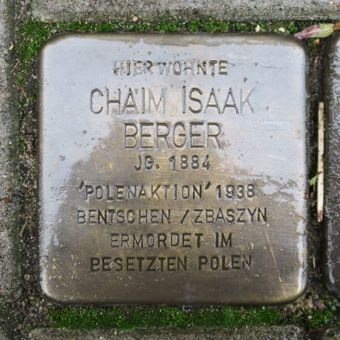 HIER WOHNTE
CHAIM ISAAK
BERGER
JG. 1884
'POLENAKTION' 1938
BENTSCHEN / ZBASZYN
ERMORDET IM
BESETZTEN POLEN